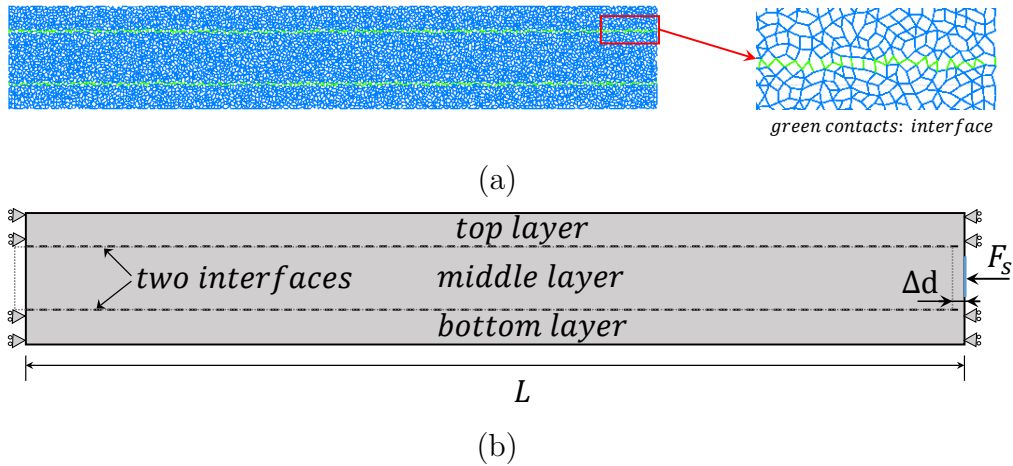 green contacts: interface
(a)
top layer
two interfaces
middle layer
F_s
Δd
bottom layer
L
(b)